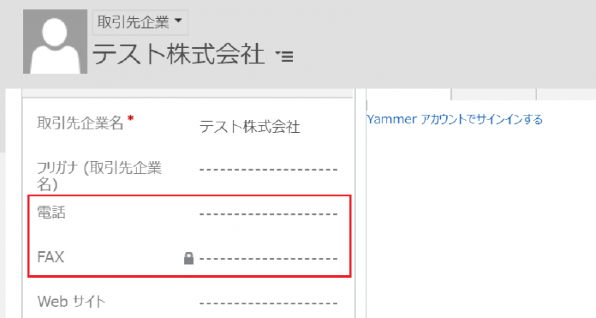 取引先企業
テスト株式会社
取引先企業名*
テスト株式会社
フリガナ (取引先企業
名)
電話
FAX
Web サイト
Yammer アカウントでサインインする